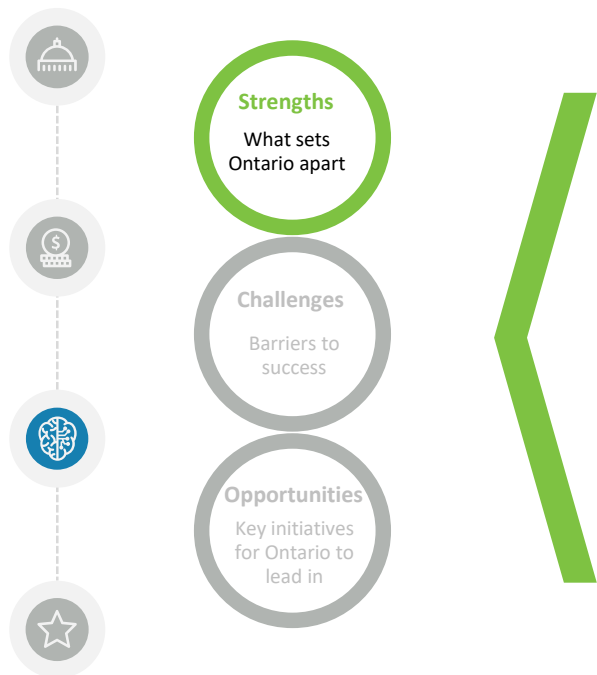 Strengths
What sets
Ontario apart
$
Challenges
Barriers to
success
Opportunities
Key initiatives
for Ontario to
lead in